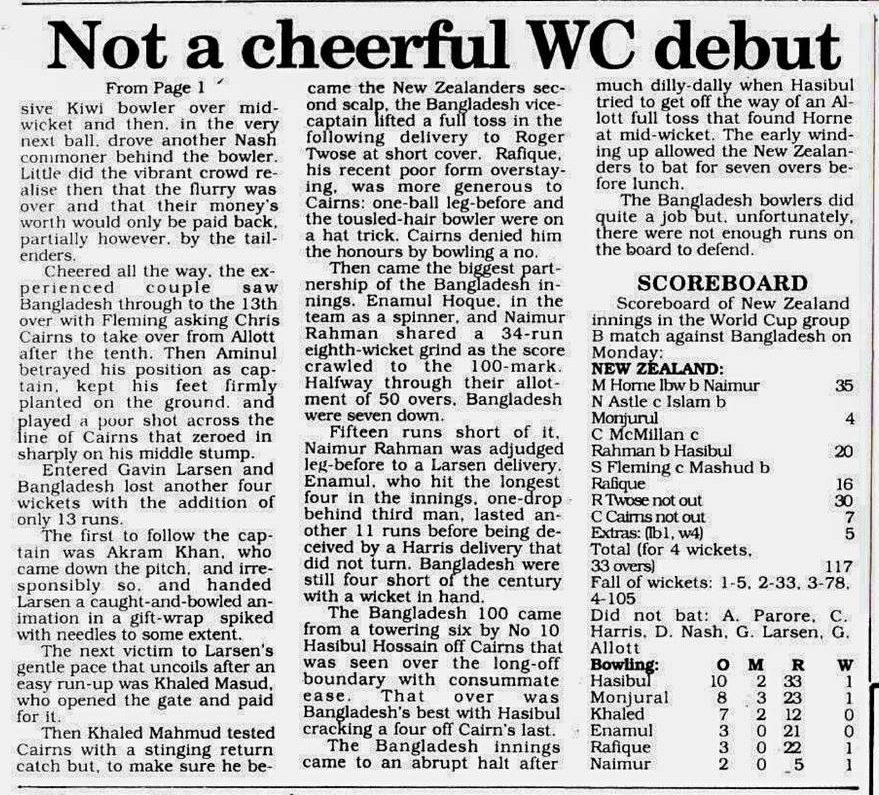 Not a cheerful WC debut
From Page 1
sive Kiwi bowler over mid-
wicket and then, in the very
next ball, drove another Nash
commoner behind the bowler.
Little did the vibrant crowd re-
alise then that the flurry was
over and that their money's
worth would only be paid back,
partially however, by the tail-
enders.
Cheered all the way, the ex-
perienced couple saw
Bangladesh through to the 13th
over with Fleming asking Chris
Cairns to take over from Allott
after the tenth. Then Aminul
betrayed his position as cap-
tain, kept his feet firmly
planted on the ground, and
played a poor shot across the
line of Cairns that zeroed in
sharply on his middle stump.
Entered Gavin Larsen and
Bangladesh lost another four
wickets with the addition of
only 13 runs.
The first to follow the cap-
tain was Akram Khan, who
came down the pitch, and irre-
sponsibly so, and handed
Larsen a caught-and-bowled an-
imation in a gift-wrap spiked
with needles to some extent.
The next victim to Larsen's
gentle pace that uncoils after an
easy run-up was Khaled Masud,
who opened the gate and paid
for it.
Then Khaled Mahmud tested
Cairns with a stinging return
catch but, to make sure he be-
came the New Zealanders sec-
ond scalp, the Bangladesh vice-
captain lifted a full toss in the
following delivery to Roger
Twose at short cover. Rafique,
his recent poor form overstay-
ing, was more generous to
Cairns: one-ball leg-before and
the tousled-hair bowler were on
a hat trick. Cairns denied him
the honours by bowling a no.
Then came the biggest part-
nership of the Bangladesh in-
nings. Enamul Hoque, in the
team as a spinner, and Naimur
Rahman shared a 34-run
eighth-wicket grind as the score
crawled to the 100-mark.
Halfway through their allot-
ment of 50 overs, Bangladesh
were seven down.
Fifteen runs short of it,
Naimur Rahman was adjudged
leg-before to a Larsen delivery.
Enamul, who hit the longest
four in the innings, one-drop
behind third man, lasted an-
other 11 runs before being de-
ceived by a Harris delivery that
did not turn. Bangladesh were
still four short of the century
with a wicket in hand.
The Bangladesh 100 came
from a towering six by No 10
Hasibul Hossain off Cairns that
was seen over the long-off
boundary with consummate
ease. That over was
Bangladesh's best with Hasibul
cracking a four off Cairn's last.
The Bangladesh innings
came to an abrupt halt after
much dilly-dally when Hasibul
tried to get off the way of an Al-
lott full toss that found Horne
at mid-wicket. The early wind-
ing up allowed the New Zealan-
ders to bat for seven overs be-
fore lunch.
The Bangladesh bowlers did
quite a job but, unfortunately,
there were not enough runs on
the board to defend.
SCOREBOARD
Scoreboard of New Zealand
innings in the World Cup group
B match against Bangladesh on
Monday:
NEW ZEALAND:
M Horne lbw b Naimur 35
N Astle c Islam b
Monjurul 4
C McMillan c
Rahman b Hasibul 20
S Fleming c Mashud b
Rafique 16
R Twose not out 30
C Cairns not out 7
Extras: (lb1, w4) 5
Total (for 4 wickets,
33 overs) 117
Fall of wickets: 1-5, 2-33, 3-78,
4-105
Did not bat: A. Parore, C.
Harris, D. Nash, G. Larsen, G.
Allott
Bowling: O M R W
Hasibul 10 2 33 1
Monjural 8 3 23 1
Khaled 7 2 12 0
Enamul 3 0 21 0
Rafique 3 0 22 1
Naimur 2 0 5 1